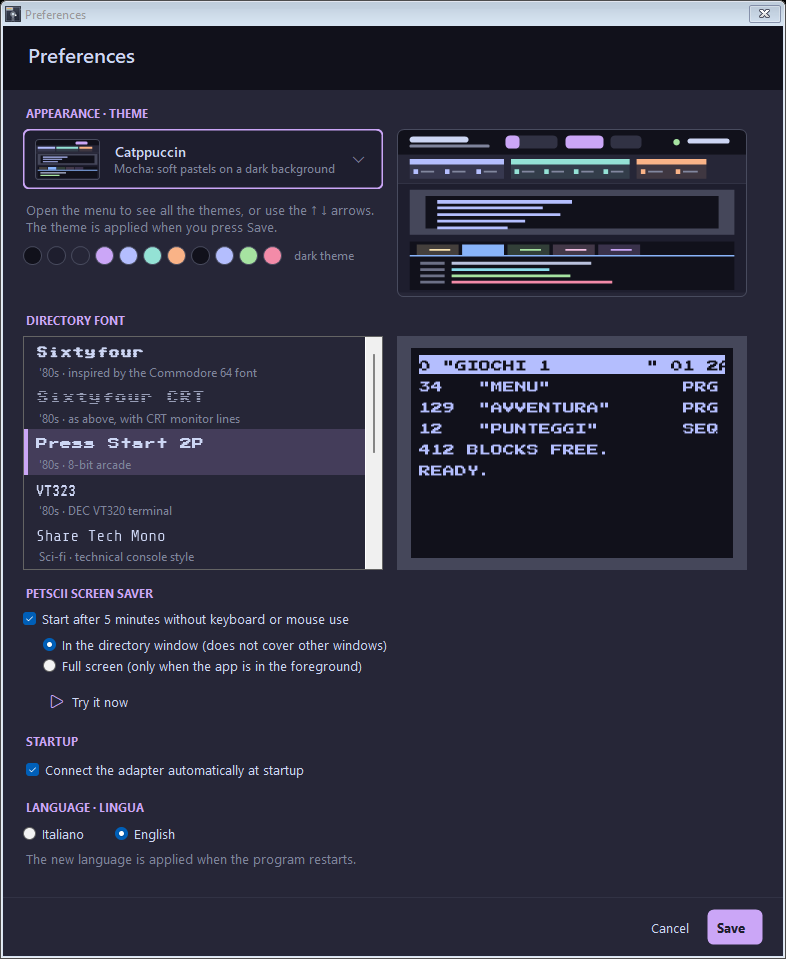 Preferences
Preferences
APPEARANCE · THEME
Catppuccin
Mocha: soft pastels on a dark background
Open the menu to see all the themes, or use the ↑ ↓ arrows.
The theme is applied when you press Save.
dark theme
DIRECTORY FONT
Sixtyfour
'80s · inspired by the Commodore 64 font
Sixtyfour CRT
'80s · as above, with CRT monitor lines
Press Start 2P
'80s · 8-bit arcade
VT323
'80s · DEC VT320 terminal
Share Tech Mono
Sci-fi · technical console style
0 "GIOCHI 1 " 01 2A
34 "MENU" PRG
129 "AVVENTURA" PRG
12 "PUNTEGGI" SEQ
412 BLOCKS FREE.
READY.
PETSCII SCREEN SAVER
Start after 5 minutes without keyboard or mouse use
In the directory window (does not cover other windows)
Full screen (only when the app is in the foreground)
Try it now
STARTUP
Connect the adapter automatically at startup
LANGUAGE · LINGUA
Italiano
English
The new language is applied when the program restarts.
Cancel
Save